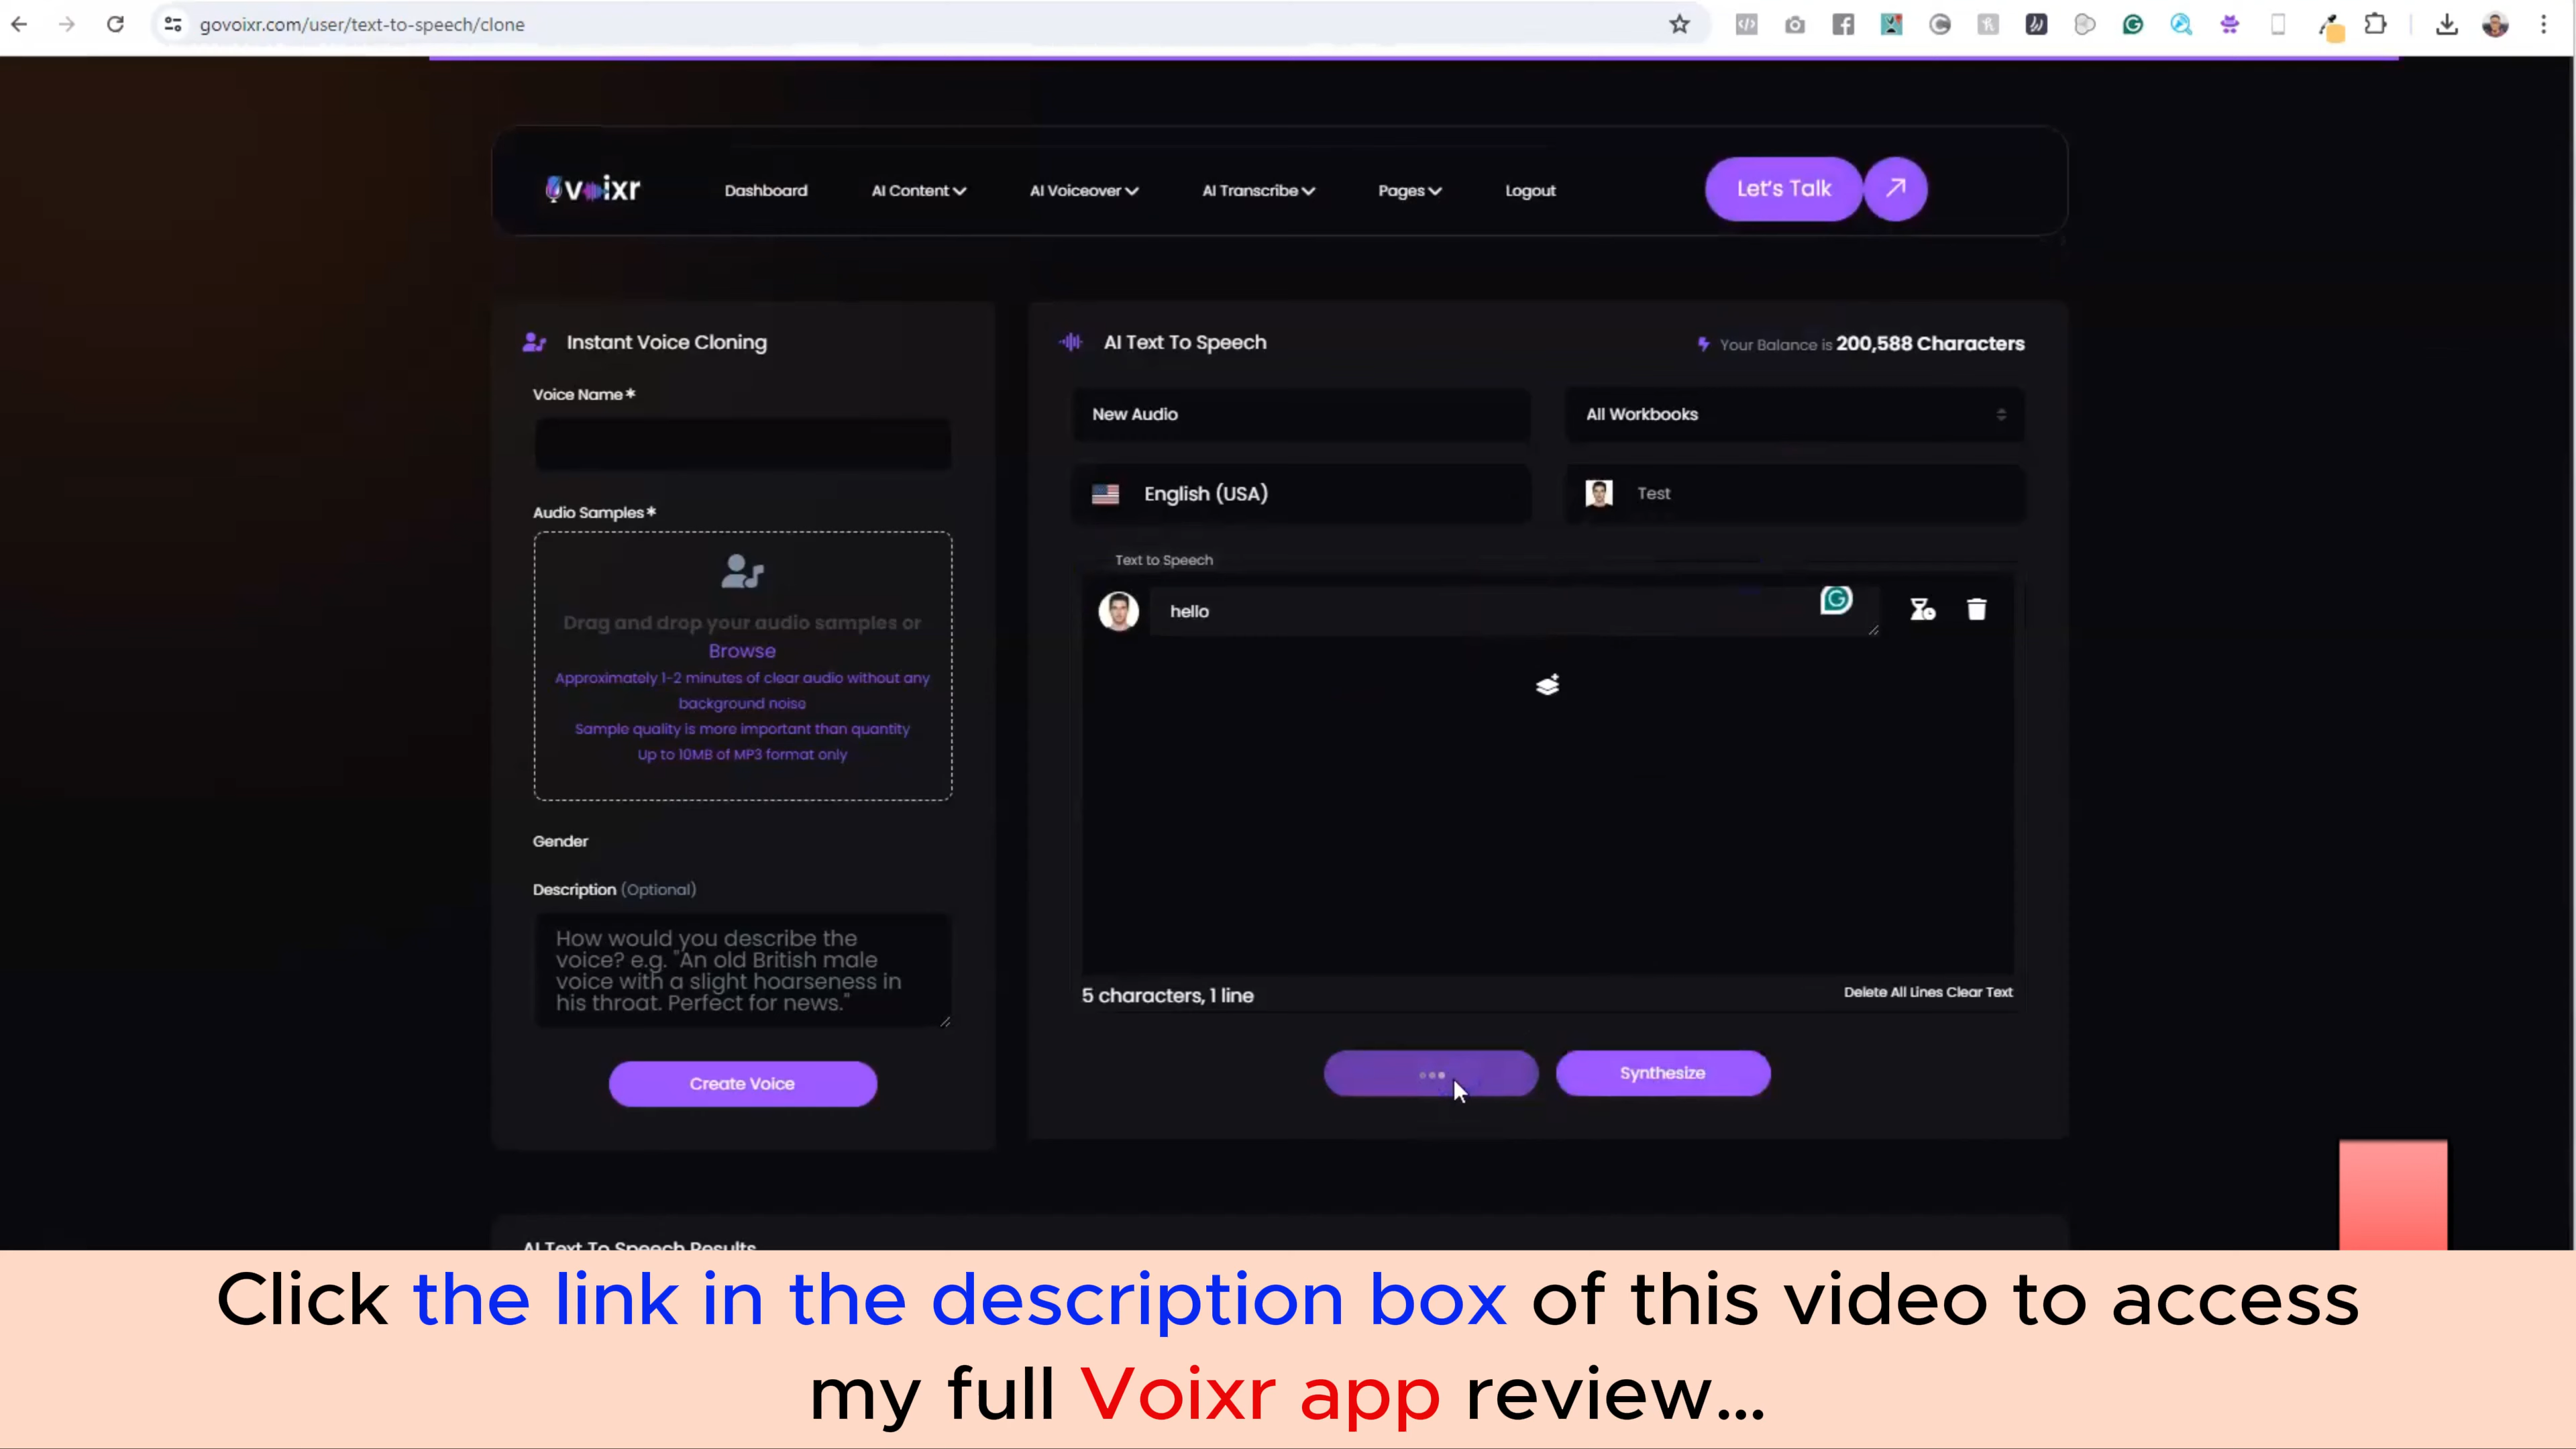 govoixr.com/user/text-to-speech/clone
voixr
Dashboard
AI Content
AI Voiceover
AI Transcribe
Pages
Logout
Let's Talk
Instant Voice Cloning
Voice Name*
Audio Samples*
Drag and drop your audio samples or
Browse
Approximately 1-2 minutes of clear audio without any
background noise
Sample quality is more important than quantity
Up to 10MB of MP3 format only
Gender
Description (Optional)
How would you describe the
voice? e.g. "An old British male
voice with a slight hoarseness in
his throat. Perfect for news."
Create Voice
AI Text To Speech
Your Balance is 200,588 Characters
New Audio
All Workbooks
English (USA)
Test
Text to Speech
hello
5 characters, 1 line
Delete All Lines Clear Text
Synthesize
AI Text To Speech Results
Click the link in the description box of this video to access
my full Voixr app review...